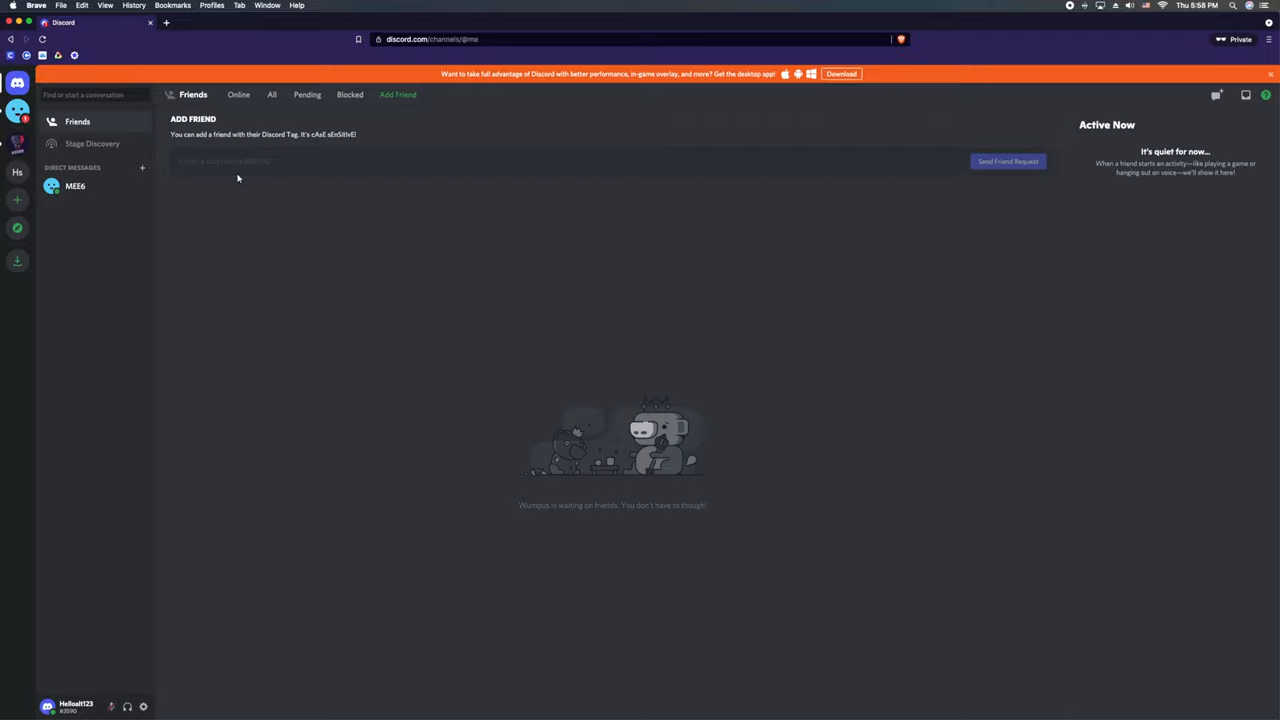 Brave File Edit View History Bookmarks Profiles Tab Window Help Thu 5:58 PM
Discord
discord.com/channels/@me Private
Want to take full advantage of Discord with better performance, in-game overlay, and more? Get the desktop app! Download
Find or start a conversation Friends Online All Pending Blocked Add Friend
Friends
Stage Discovery
DIRECT MESSAGES
MEE6
Hs
ADD FRIEND
You can add a friend with their Discord Tag. It's cAsE sEnSitIvE!
Enter a Username#0000
Send Friend Request
Active Now
It's quiet for now...
When a friend starts an activity—like playing a game
or hanging out on voice—we'll show it here!
Wumpus is waiting on friends. You don't have to though!
Helloalt123
#3590